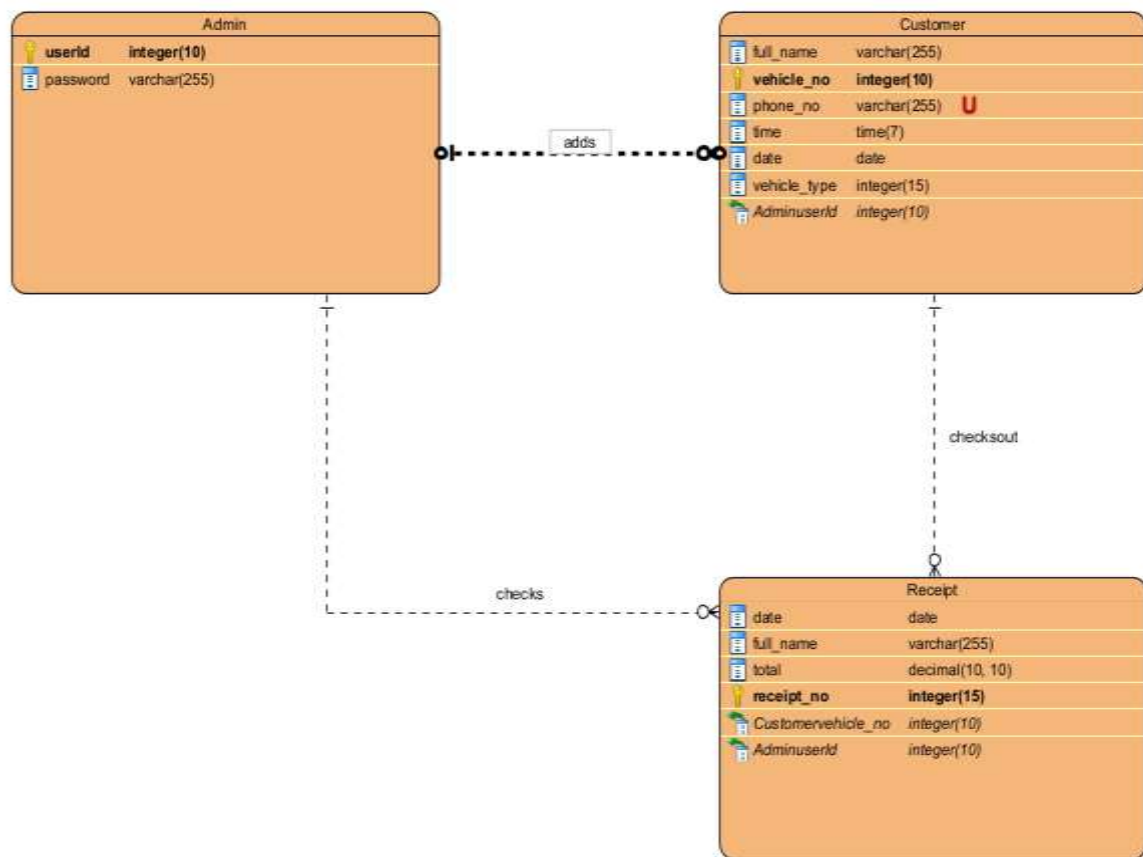 Admin
userId integer(10)
password varchar(255)
adds
Customer
full_name varchar(255)
vehicle_no integer(10)
phone_no varchar(255) U
time time(7)
date date
vehicle_type integer(15)
AdminuserId integer(10)
checksout
checks
Receipt
date date
full_name varchar(255)
total decimal(10, 10)
receipt_no integer(15)
Customervehicle_no integer(10)
AdminuserId integer(10)